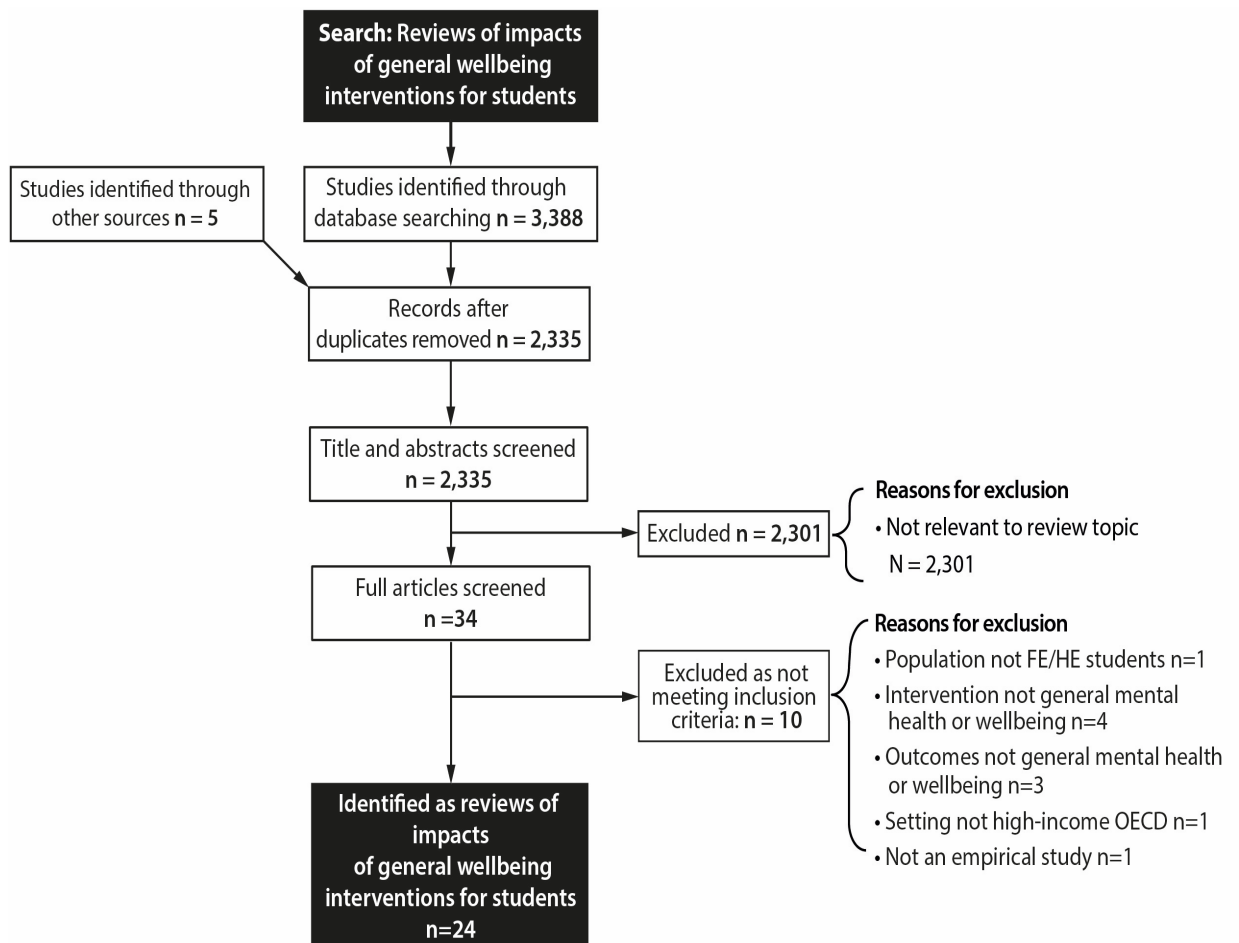 Search: Reviews of impacts
of general wellbeing
interventions for students
Studies identified through
other sources n = 5
Studies identified through
database searching n = 3,388
Records after
duplicates removed n = 2,335
Title and abstracts screened
n = 2,335
Excluded n = 2,301
Reasons for exclusion
• Not relevant to review topic
N = 2,301
Full articles screened
n =34
Excluded as not
meeting inclusion
criteria: n = 10
Reasons for exclusion
• Population not FE/HE students n=1
• Intervention not general mental
health or wellbeing n=4
• Outcomes not general mental health
or wellbeing n=3
• Setting not high-income OECD n=1
• Not an empirical study n=1
Identified as reviews of
impacts
of general wellbeing
interventions for students
n=24